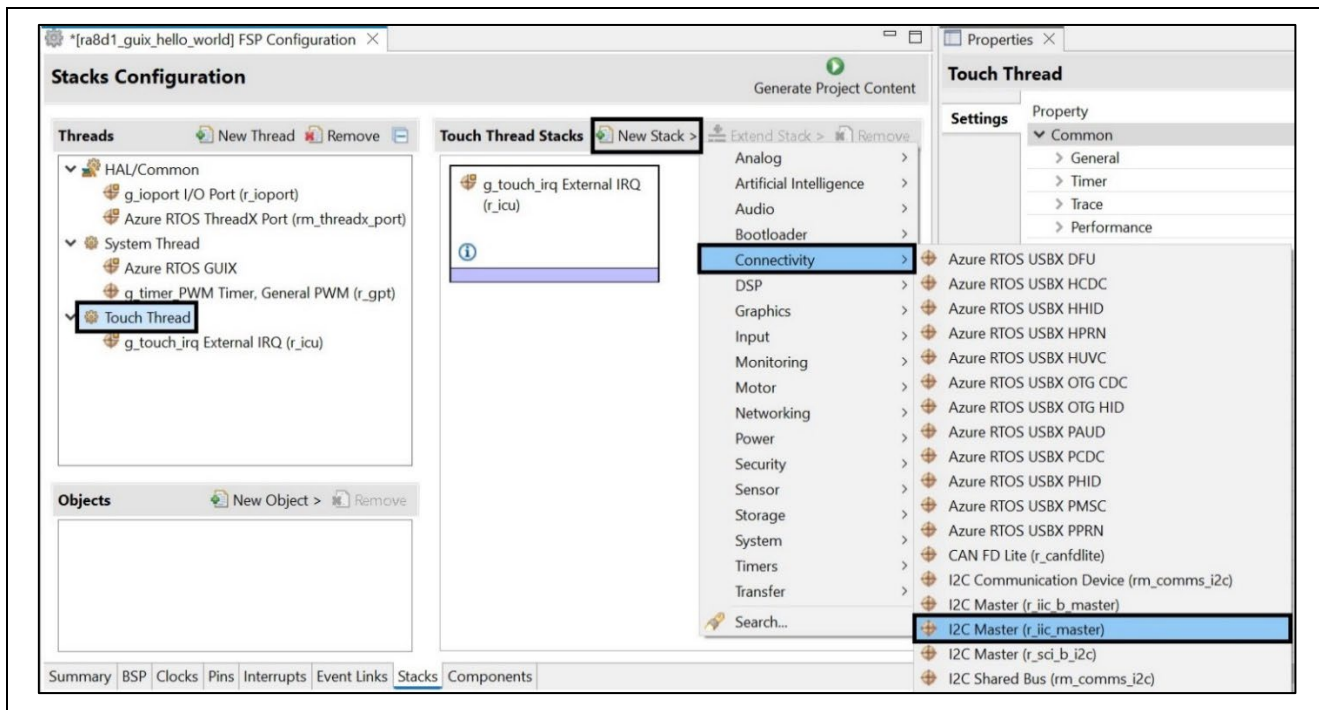 *[ra8d1_guix_hello_world] FSP Configuration
Stacks Configuration
Generate Project Content
Threads New Thread Remove
HAL/Common
g_ioport I/O Port (r_ioport)
Azure RTOS ThreadX Port (rm_threadx_port)
System Thread
Azure RTOS GUIX
g_timer_PWM Timer, General PWM (r_gpt)
Touch Thread
g_touch_irq External IRQ (r_icu)
Objects New Object > Remove
Touch Thread Stacks New Stack > Extend Stack > Remove
g_touch_irq External IRQ
(r_icu)
Analog
Artificial Intelligence
Audio
Bootloader
Connectivity
DSP
Graphics
Input
Monitoring
Motor
Networking
Power
Security
Sensor
Storage
System
Timers
Transfer
Search...
Properties
Touch Thread
Settings
Property
Common
General
Timer
Trace
Performance
Azure RTOS USBX DFU
Azure RTOS USBX HCDC
Azure RTOS USBX HHID
Azure RTOS USBX HPRN
Azure RTOS USBX HUVC
Azure RTOS USBX OTG CDC
Azure RTOS USBX OTG HID
Azure RTOS USBX PAUD
Azure RTOS USBX PCDC
Azure RTOS USBX PHID
Azure RTOS USBX PMSC
Azure RTOS USBX PPRN
CAN FD Lite (r_canfdlite)
I2C Communication Device (rm_comms_i2c)
I2C Master (r_iic_b_master)
I2C Master (r_iic_master)
I2C Master (r_sci_b_i2c)
I2C Shared Bus (rm_comms_i2c)
Summary BSP Clocks Pins Interrupts Event Links Stacks Components